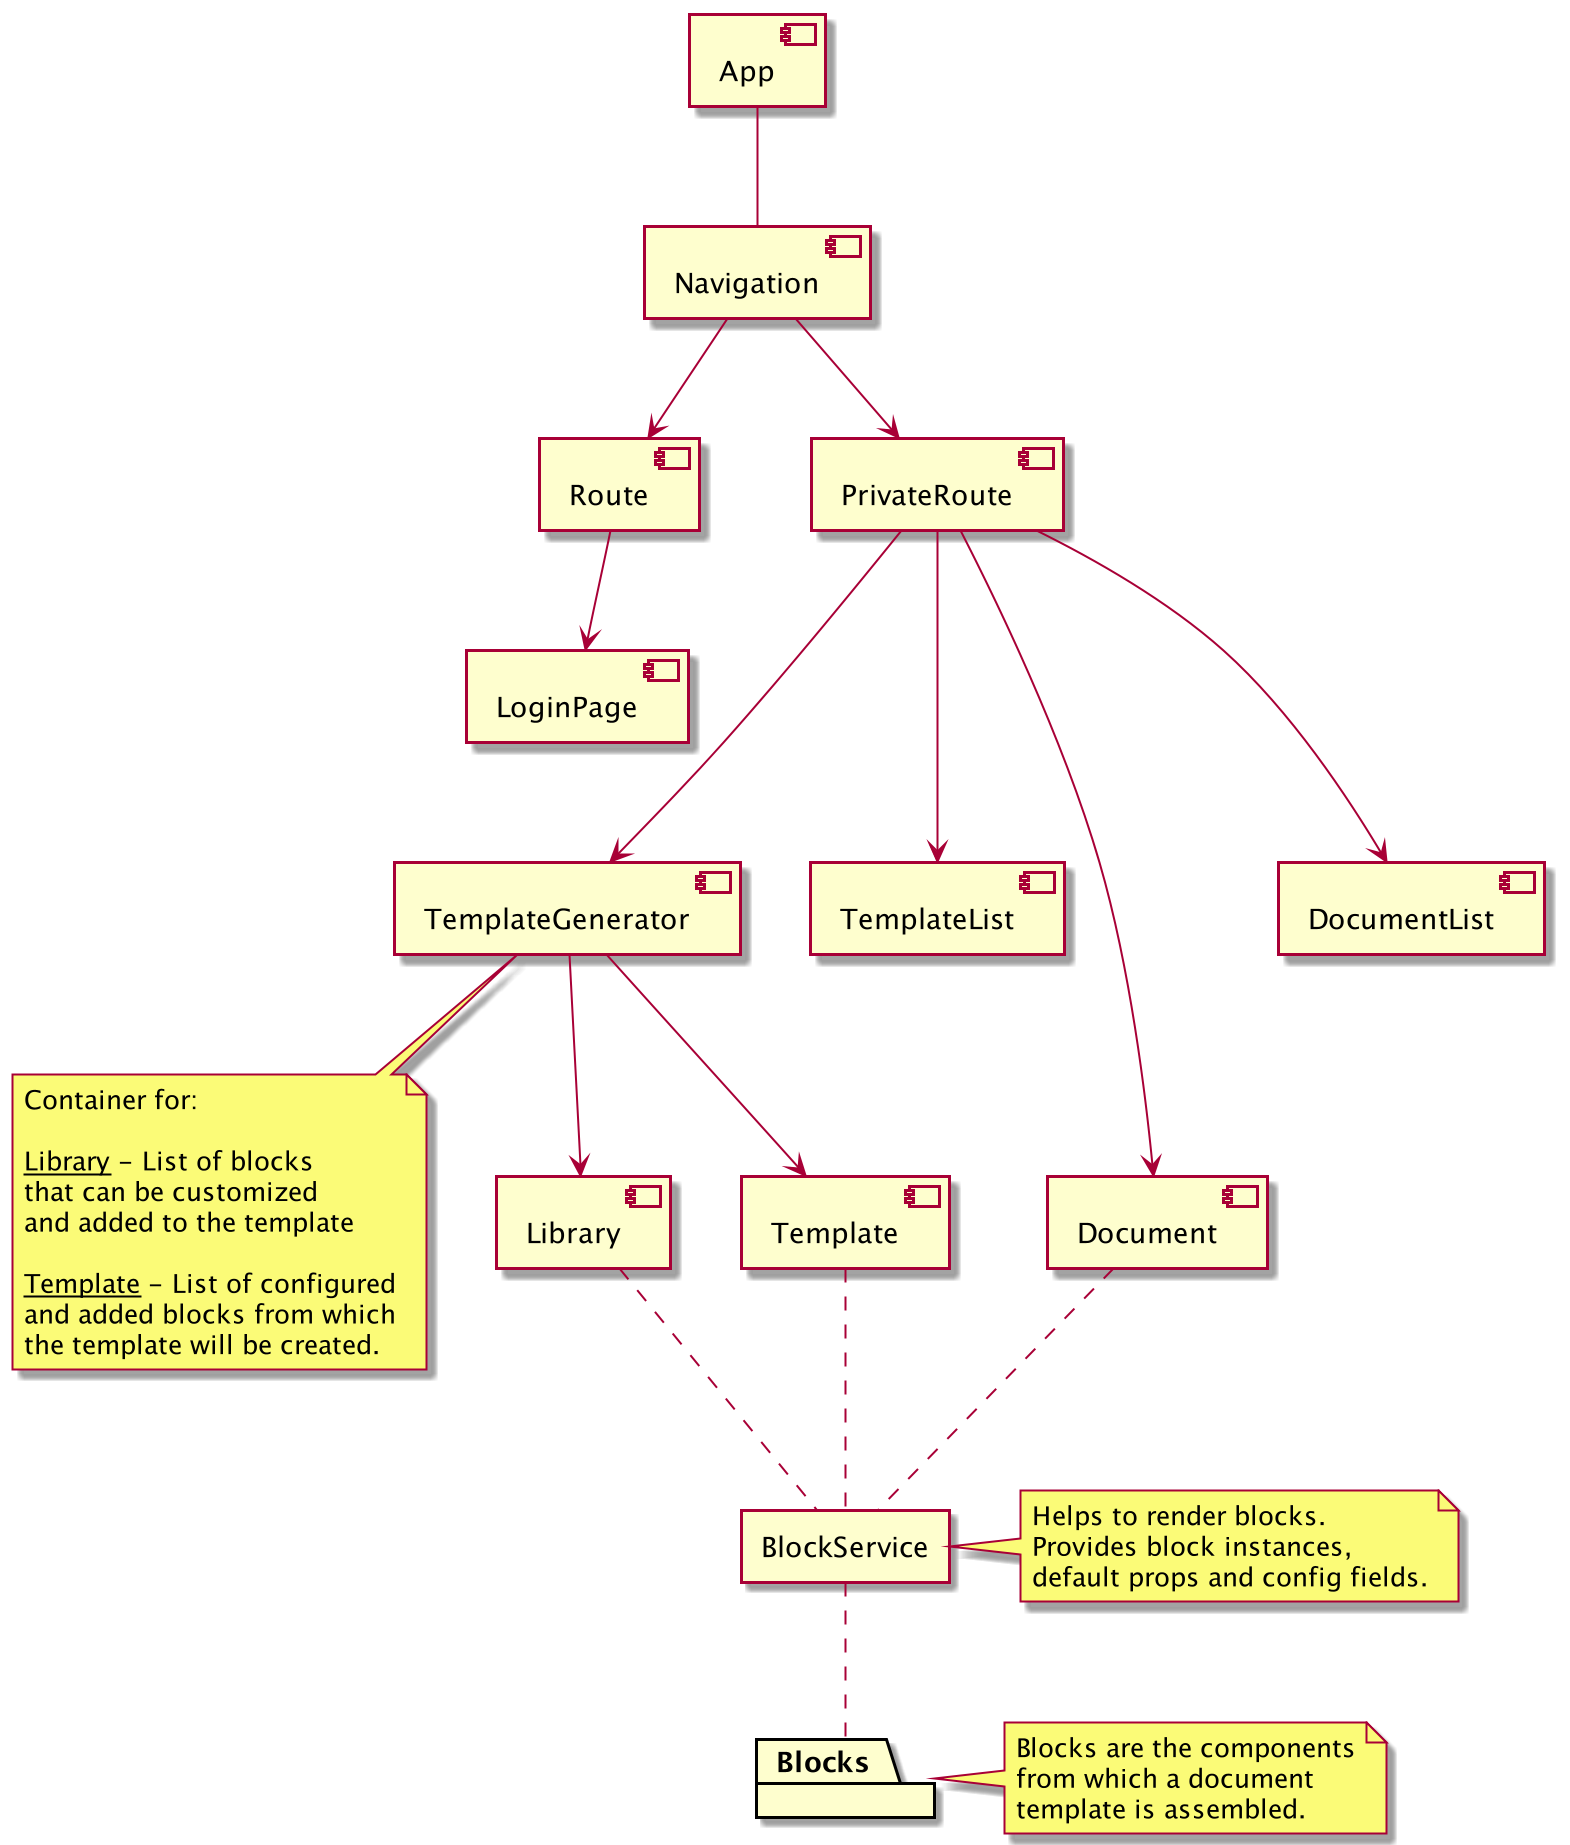 App
Navigation
Route
PrivateRoute
LoginPage
TemplateGenerator
TemplateList
DocumentList
Container for:
Library – List of blocks
that can be customized
and added to the template
Template – List of configured
and added blocks from which
the template will be created.
Library
Template
Document
BlockService
Helps to render blocks.
Provides block instances,
default props and config fields.
Blocks
Blocks are the components
from which a document
template is assembled.